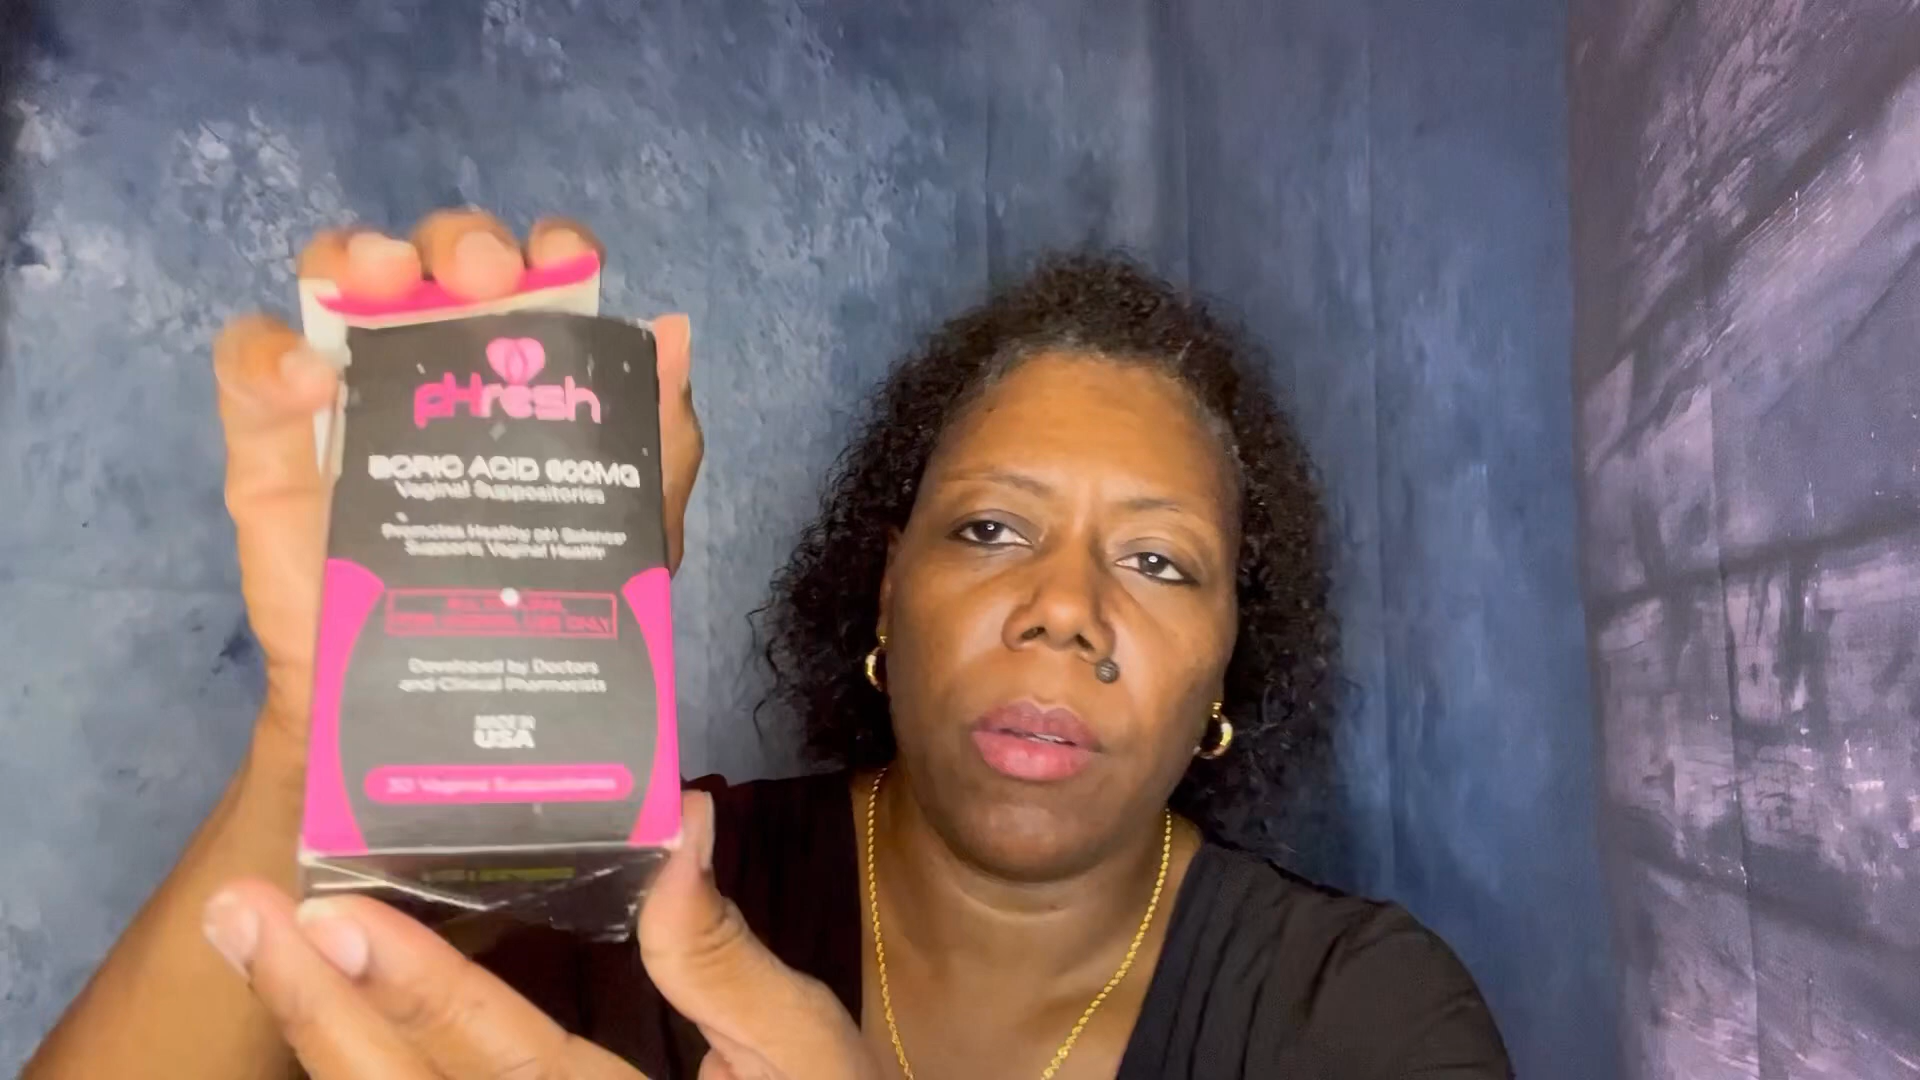 pHresh
BORIC ACID 600MG
Vaginal Suppositories
Promotes Healthy pH Balance
Supports Vaginal Health
Developed by Doctors
and Clinical Pharmacists
MADE IN
USA
30 Vaginal Suppositories